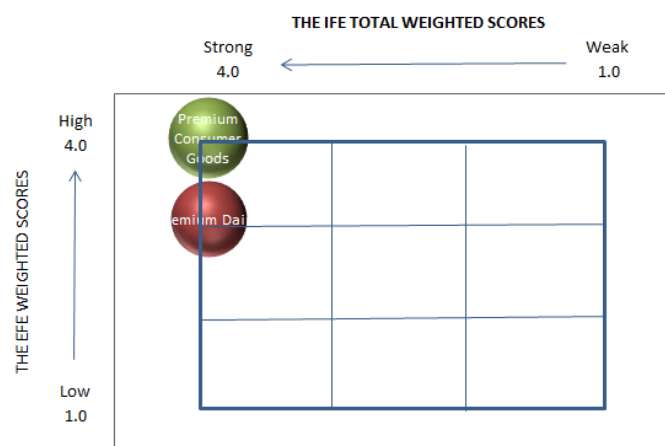 THE IFE TOTAL WEIGHTED SCORES
Strong
Weak
4.0
1.0
High
4.0
Premium
Consumer
Goods
emium Dai
THE EFE WEIGHTED SCORES
Low
1.0